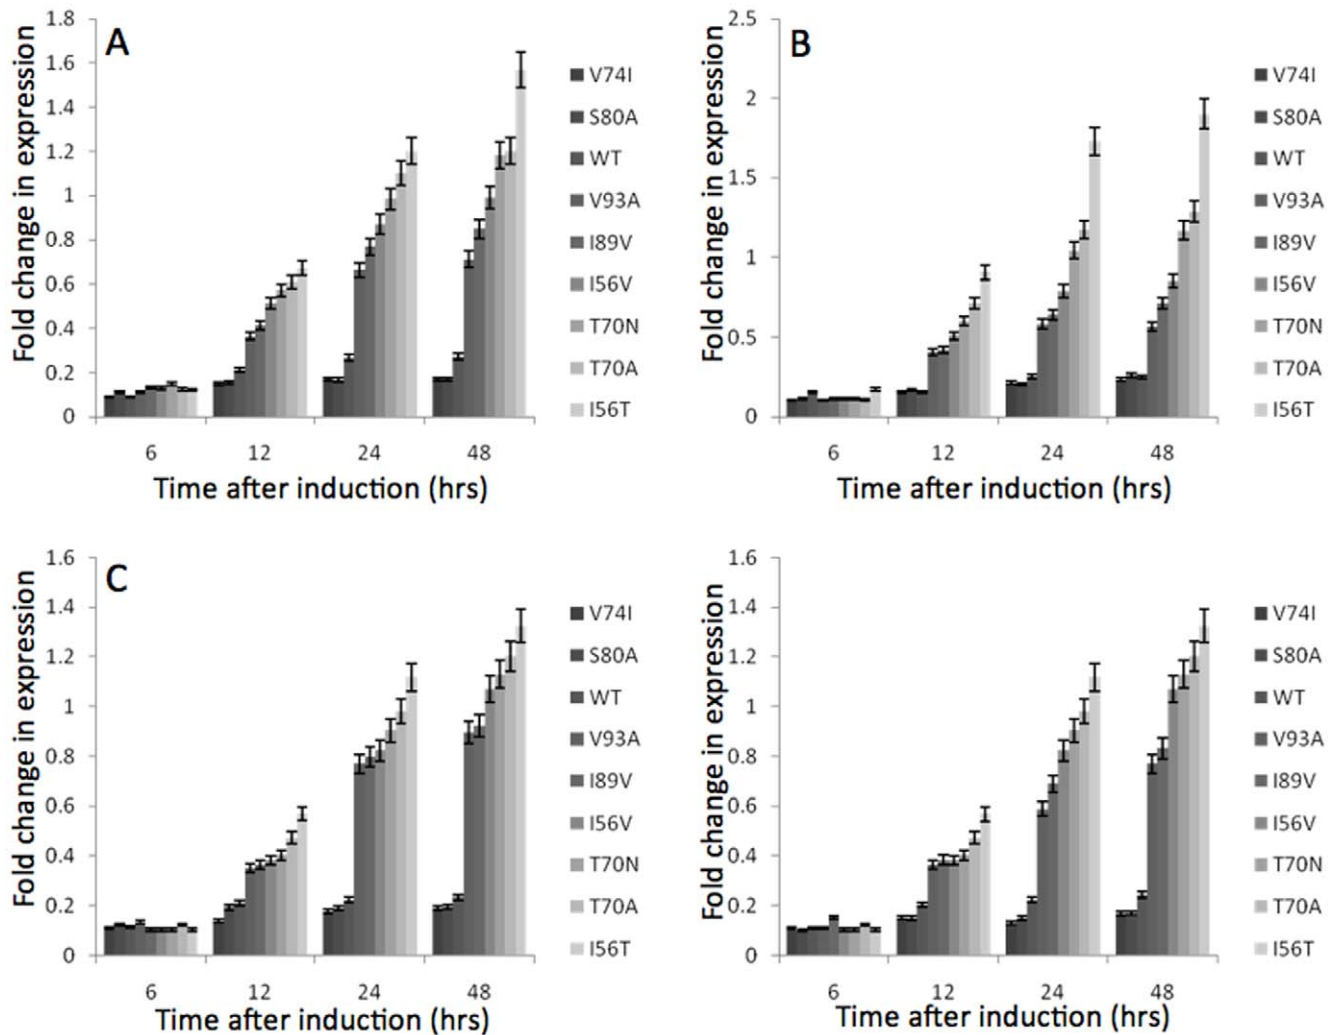 A
Fold change in expression
1.8
1.6
1.4
1.2
1
0.8
0.6
0.4
0.2
0
6 12 24 48
Time after induction (hrs)
V74I
S80A
WT
V93A
I89V
I56V
T70N
T70A
I56T
B
Fold change in expression
2.5
2
1.5
1
0.5
0
6 12 24 48
Time after induction (hrs)
V74I
S80A
WT
V93A
I89V
I56V
T70N
T70A
I56T
C
Fold change in expression
1.6
1.4
1.2
1
0.8
0.6
0.4
0.2
0
6 12 24 48
Time after induction (hrs)
V74I
S80A
WT
V93A
I89V
I56V
T70N
T70A
I56T
Fold change in expression
1.6
1.4
1.2
1
0.8
0.6
0.4
0.2
0
6 12 24 48
Time after induction (hrs)
V74I
S80A
WT
V93A
I89V
I56V
T70N
T70A
I56T